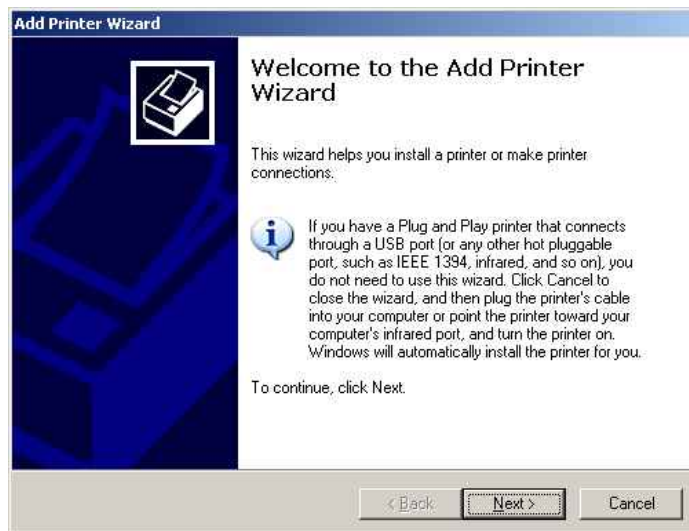 Add Printer Wizard
Welcome to the Add Printer
Wizard
This wizard helps you install a printer or make printer
connections.
If you have a Plug and Play printer that connects
through a USB port (or any other hot pluggable
port, such as IEEE 1394, infrared, and so on), you
do not need to use this wizard. Click Cancel to
close the wizard, and then plug the printer's cable
into your computer or point the printer toward your
computer's infrared port, and turn the printer on.
Windows will automatically install the printer for you.
To continue, click Next.
< Back
Next >
Cancel